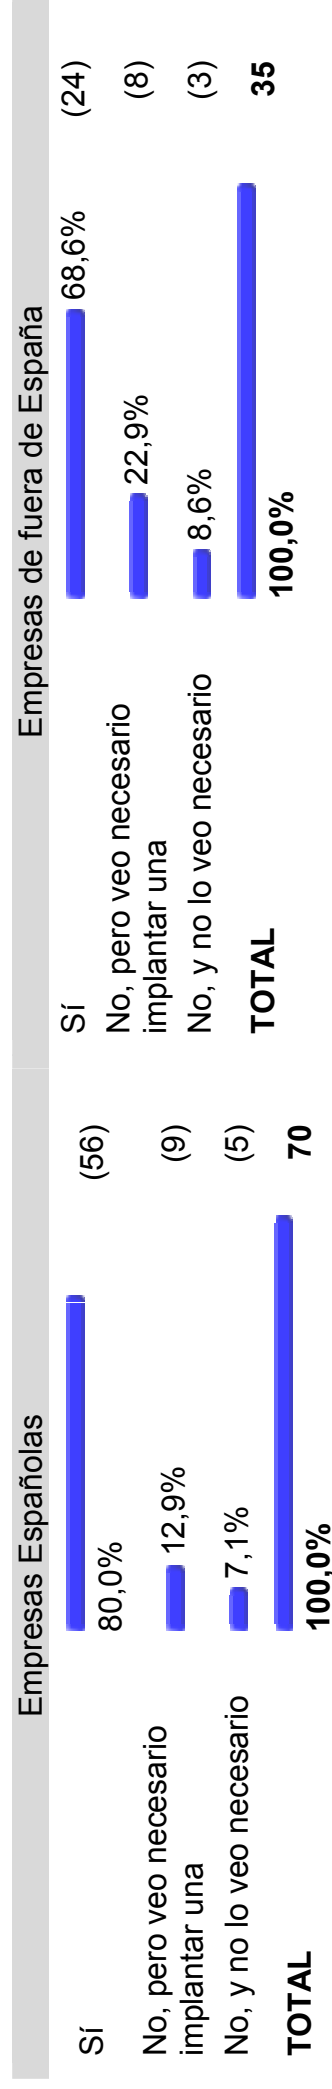 Empresas Españolas
Sí
80,0%
(56)
No, pero veo necesario
implantar una
12,9%
(9)
No, y no lo veo necesario
7,1%
(5)
TOTAL
100,0%
70
Empresas de fuera de España
Sí
68,6%
(24)
No, pero veo necesario
implantar una
22,9%
(8)
No, y no lo veo necesario
8,6%
(3)
TOTAL
100,0%
35